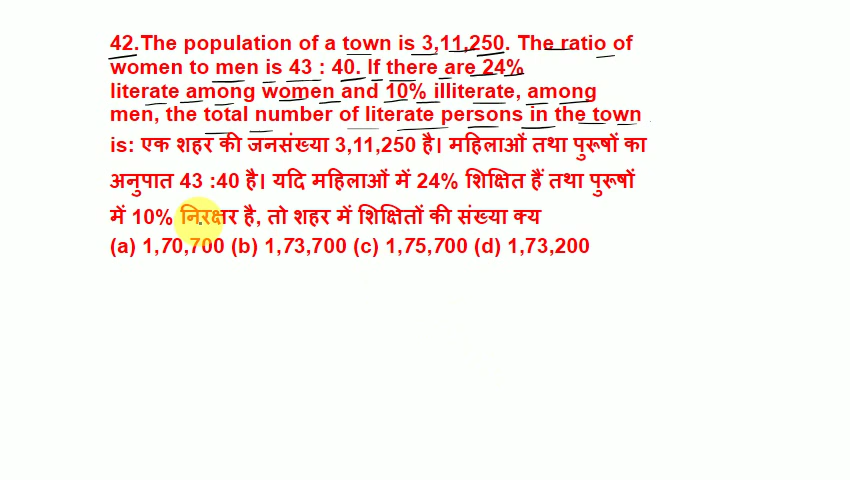 42.The population of a town is 3,11,250. The ratio of
women to men is 43 : 40. If there are 24%
literate among women and 10% illiterate, among
men, the total number of literate persons in the town
is: एक शहर की जनसंख्या 3,11,250 है। महिलाओं तथा पुरूषों का
अनुपात 43 :40 है। यदि महिलाओं में 24% शिक्षित हैं तथा पुरूषों
में 10% निरक्षर है, तो शहर में शिक्षितों की संख्या क्य
(a) 1,70,700 (b) 1,73,700 (c) 1,75,700 (d) 1,73,200